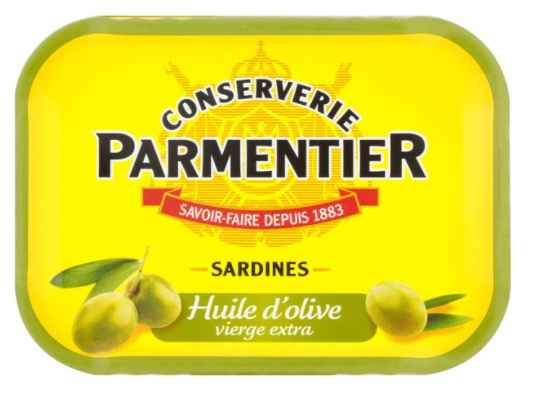 CONSERVERIE
PARMENTIER
SAVOIR-FAIRE DEPUIS 1883
SARDINES
Huile d'olive
vierge extra